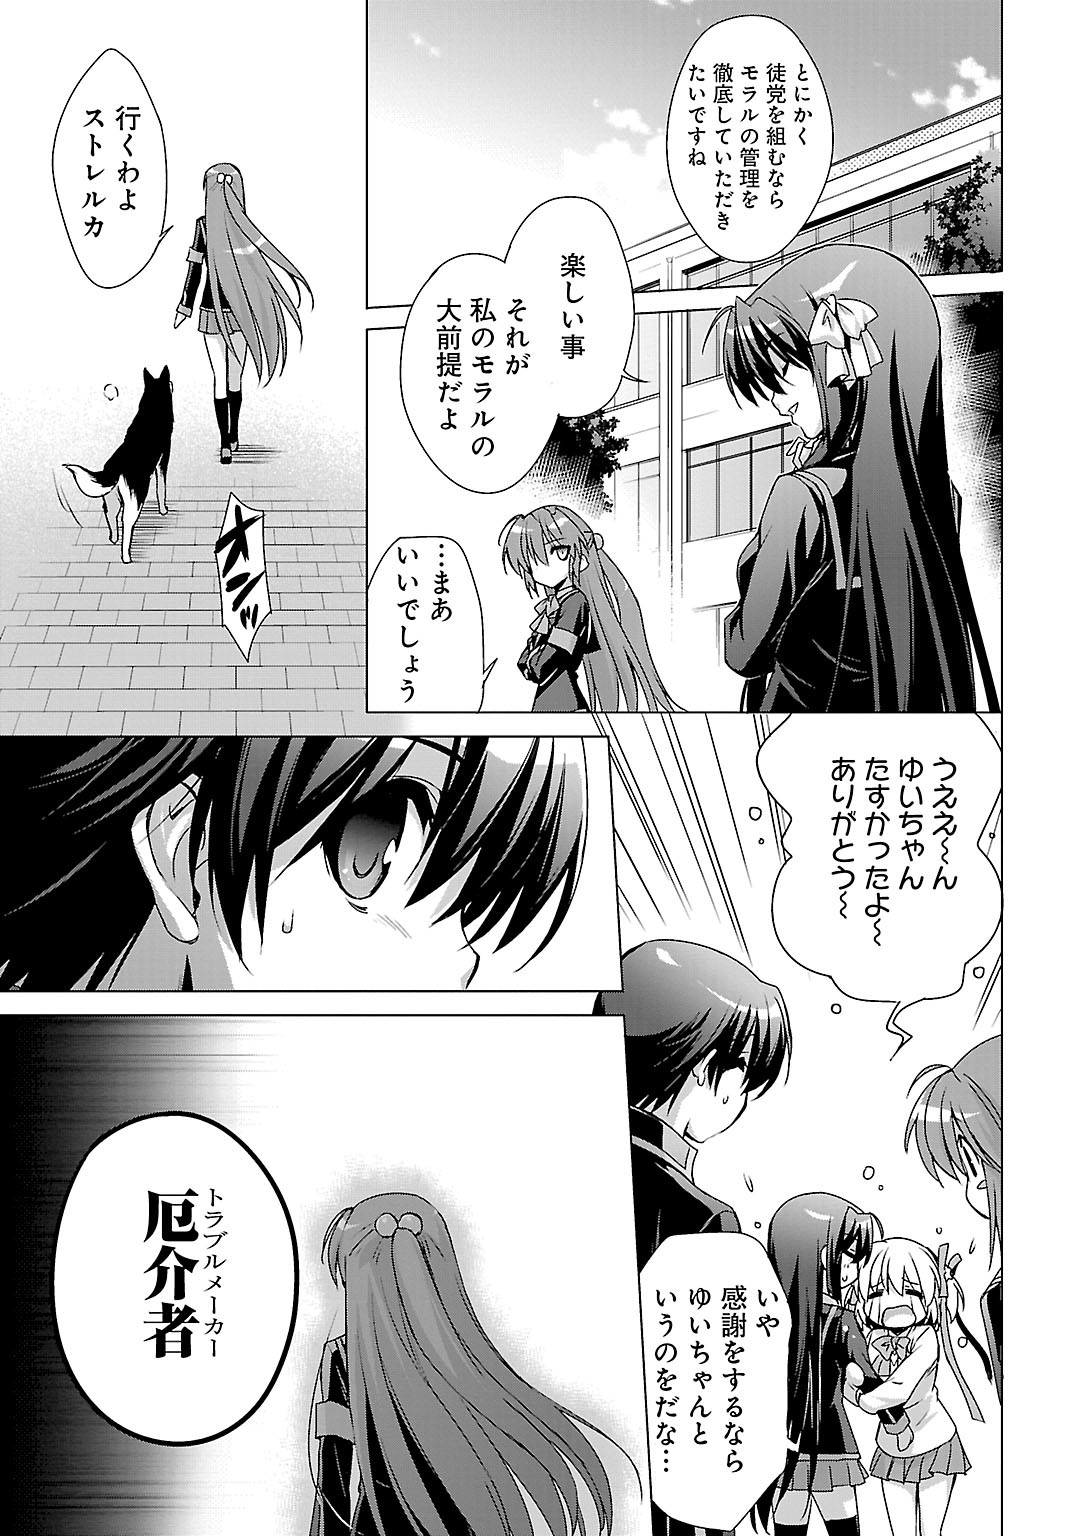 とにかく
徒党を組むなら
モラルの管理を
徹底していただき
たいですね
楽しい事
それが
私のモラルの
大前提だよ
…まあ
いいでしょう
行くわよ
ストレルカ
オンッ
うええ〜〜ん
ゆいちゃん
たすかったよ〜
ありがとう〜
いや
感謝をするなら
ゆいちゃんと
いうのをだな…
厄介者
トラブルメーカー